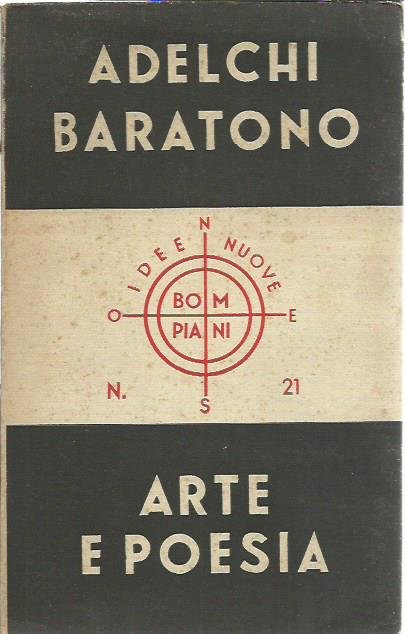 ADELCHI
BARATONO
N
IDEE NUOVE
BOM
PIANI
O E
N. 21
S
ARTE
E POESIA